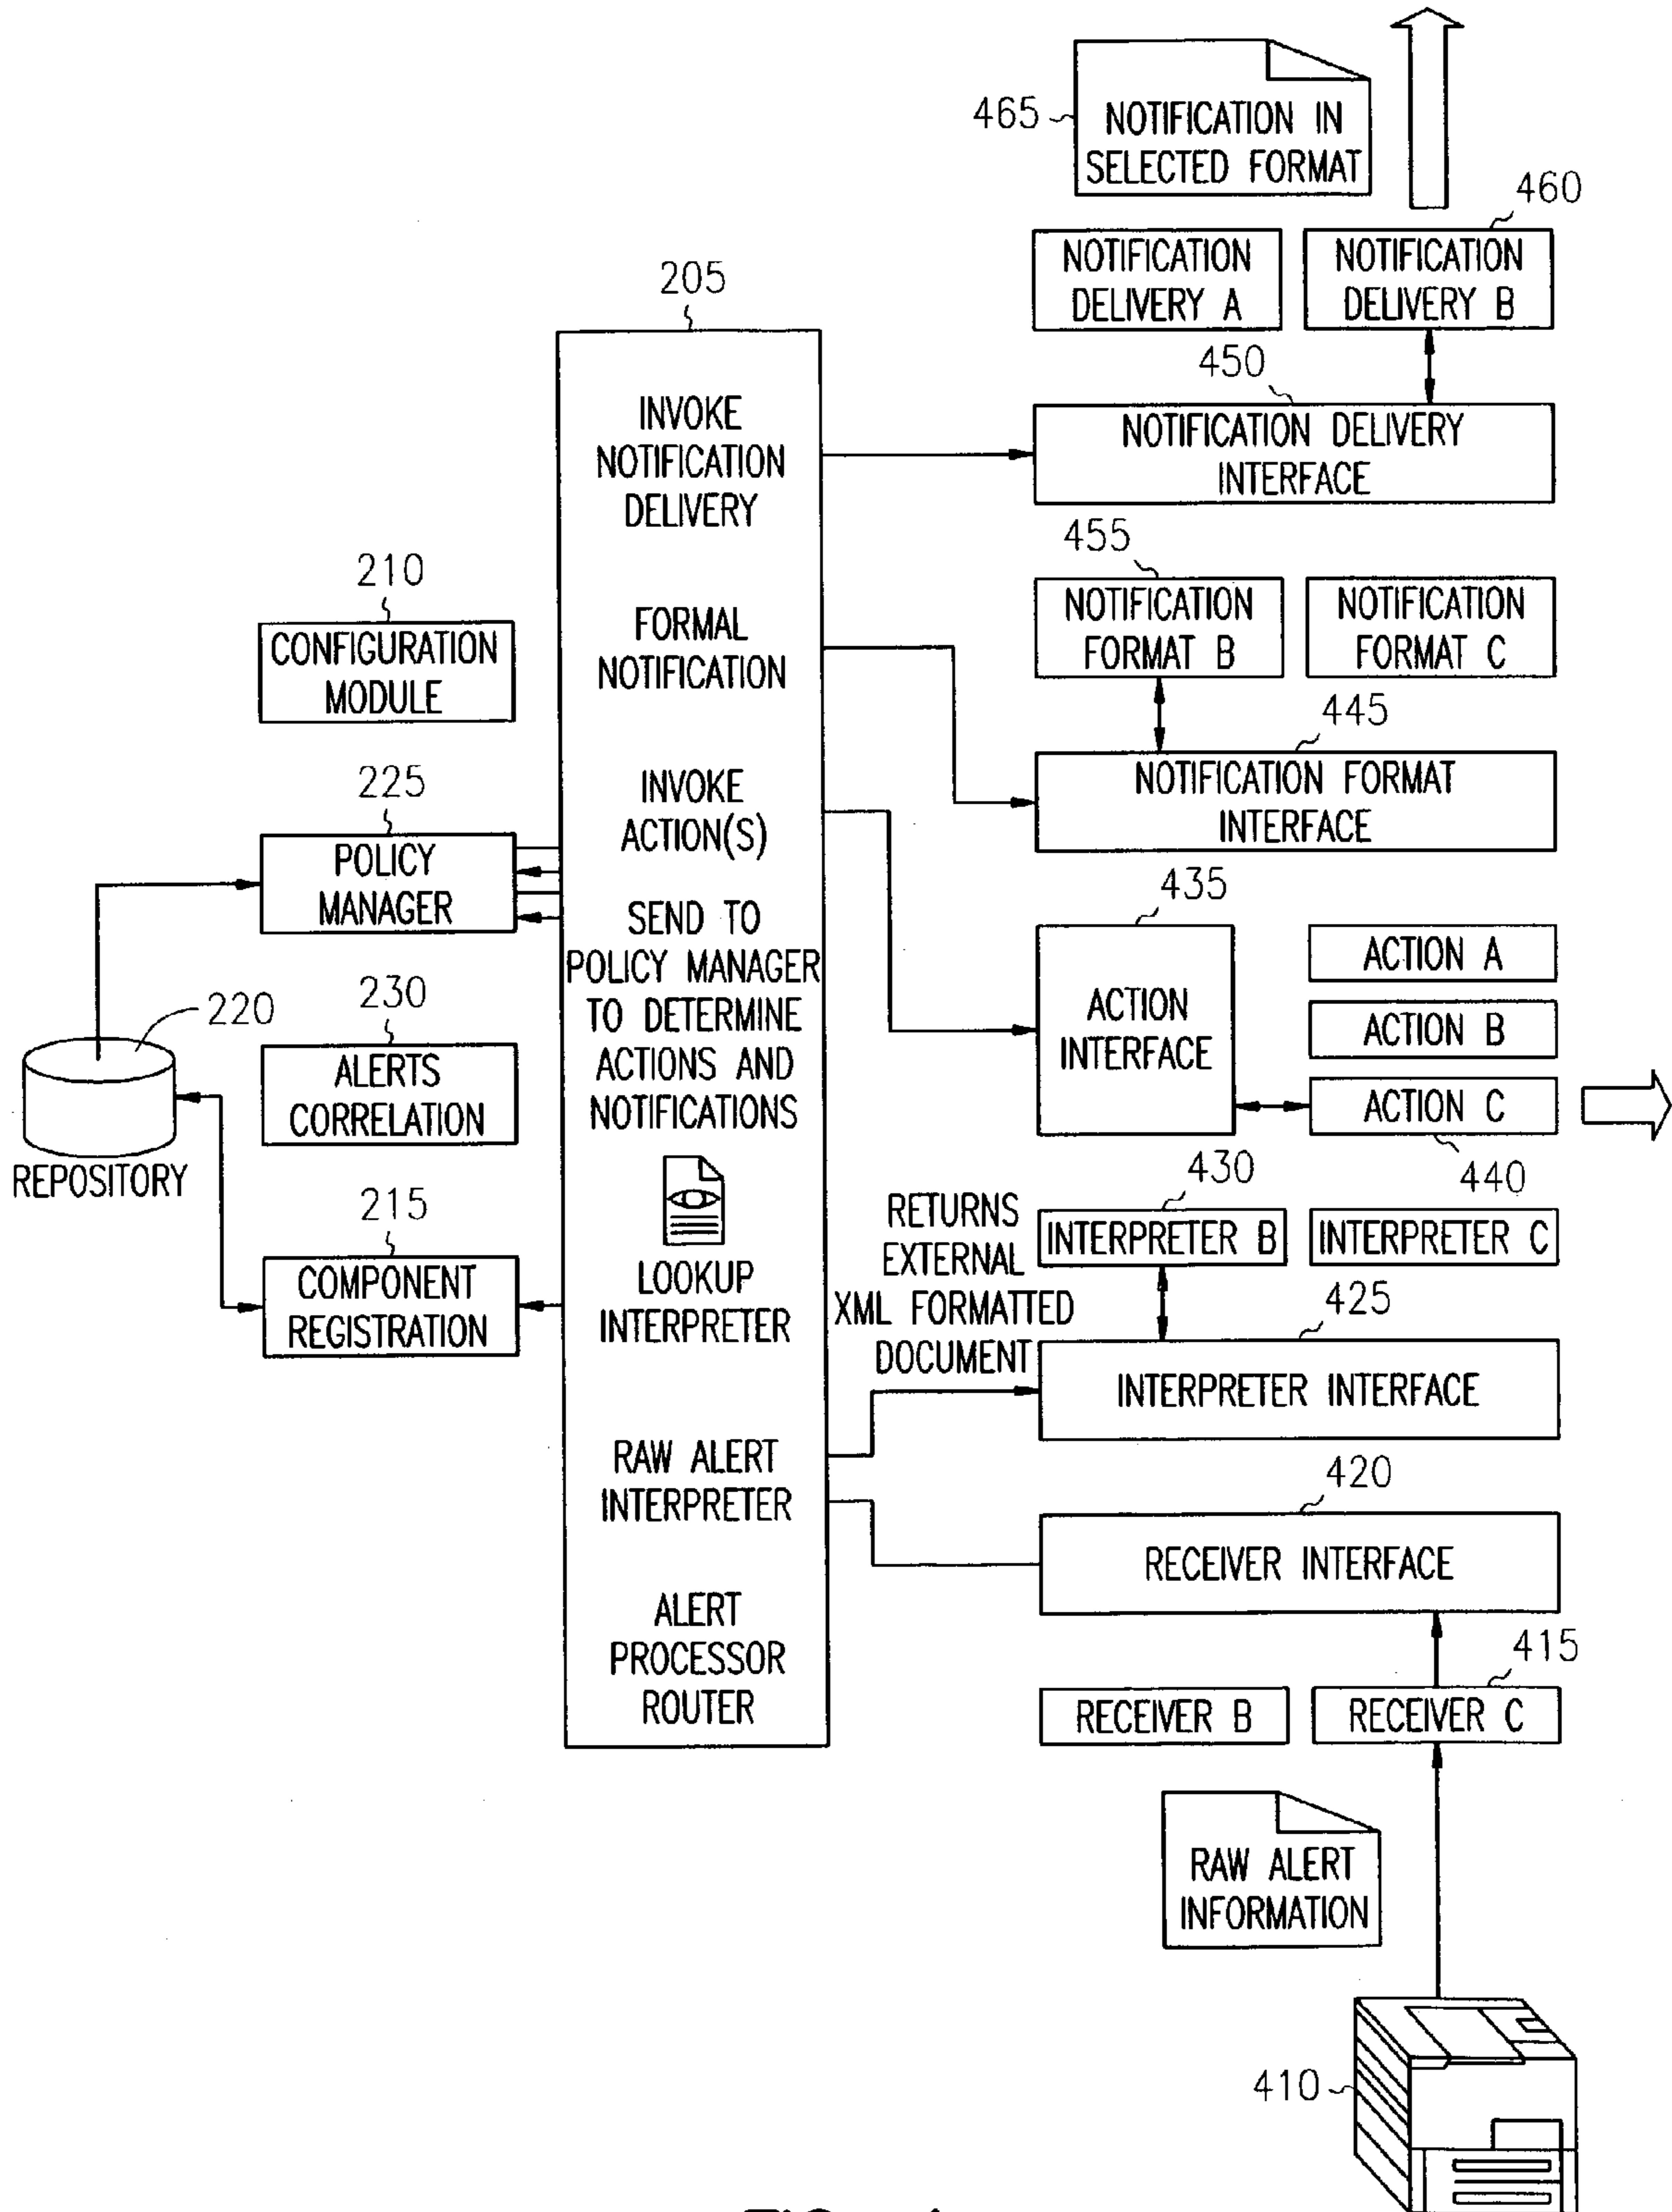 465
NOTIFICATION IN
SELECTED FORMAT
460
NOTIFICATION
DELIVERY A
NOTIFICATION
DELIVERY B
450
NOTIFICATION DELIVERY
INTERFACE
455
NOTIFICATION
FORMAT B
NOTIFICATION
FORMAT C
445
NOTIFICATION FORMAT
INTERFACE
435
ACTION
INTERFACE
ACTION A
ACTION B
ACTION C
440
430
INTERPRETER B
INTERPRETER C
RETURNS
EXTERNAL
XML FORMATTED
DOCUMENT
425
INTERPRETER INTERFACE
420
RECEIVER INTERFACE
415
RECEIVER B
RECEIVER C
RAW ALERT
INFORMATION
410
205
INVOKE
NOTIFICATION
DELIVERY
FORMAL
NOTIFICATION
INVOKE
ACTION(S)
SEND TO
POLICY MANAGER
TO DETERMINE
ACTIONS AND
NOTIFICATIONS
LOOKUP
INTERPRETER
RAW ALERT
INTERPRETER
ALERT
PROCESSOR
ROUTER
210
CONFIGURATION
MODULE
225
POLICY
MANAGER
230
ALERTS
CORRELATION
215
COMPONENT
REGISTRATION
220
REPOSITORY